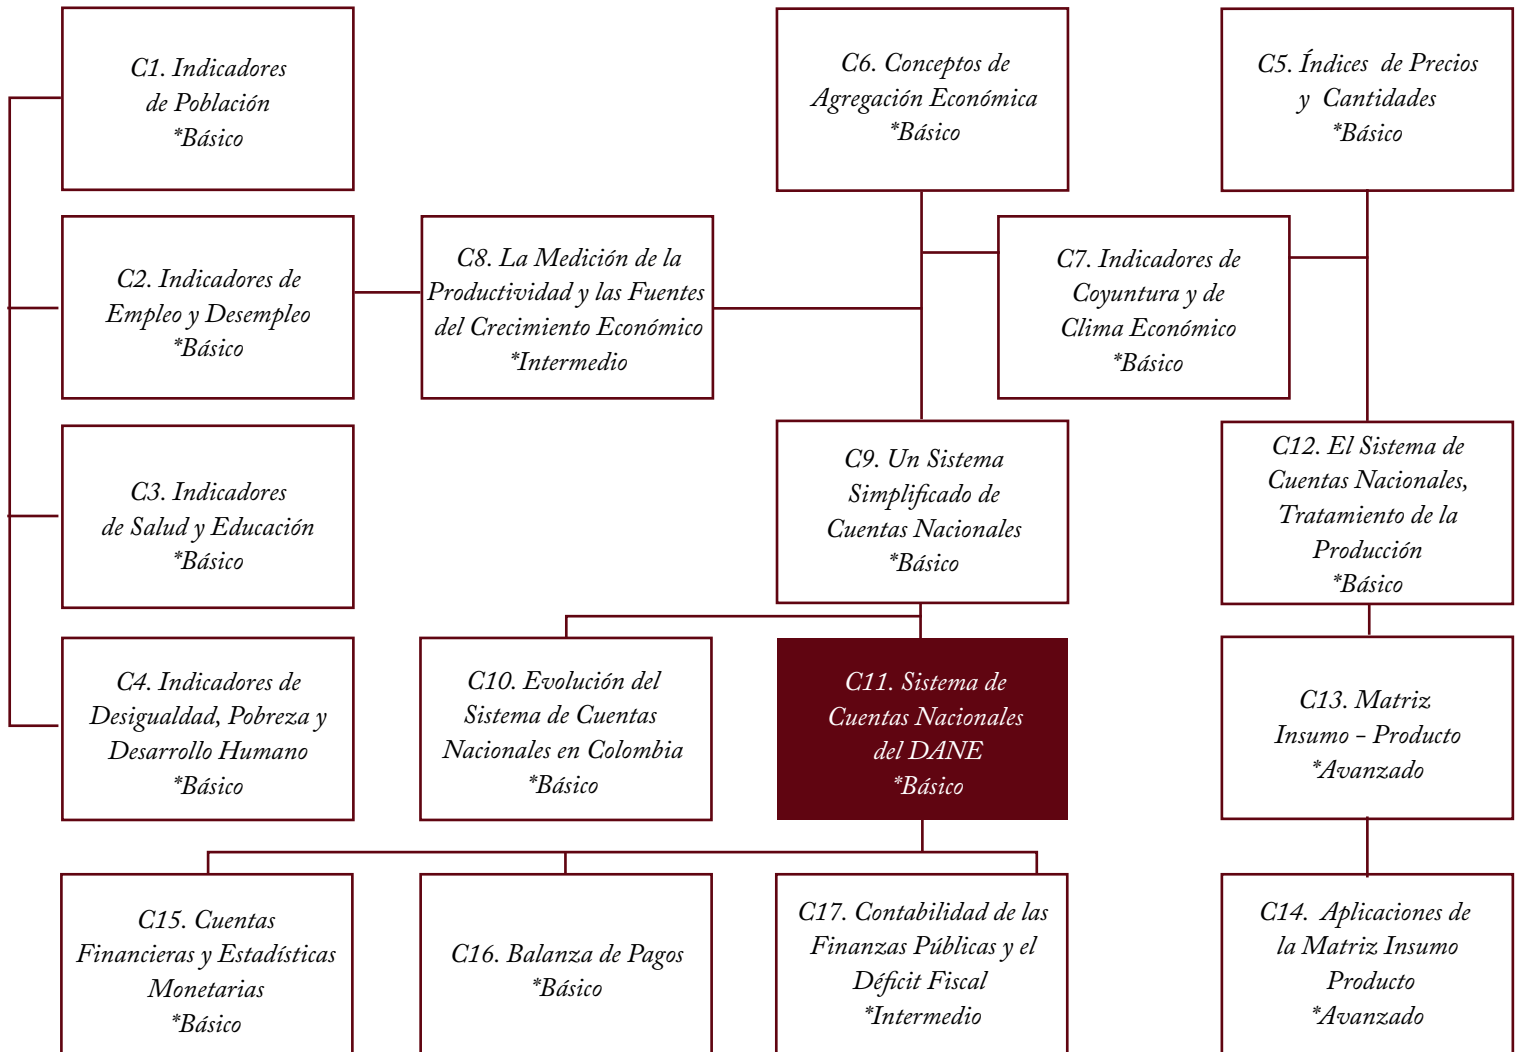 C1. Indicadores
de Población
*Básico
C6. Conceptos de
Agregación Económica
*Básico
C5. Índices de Precios
y Cantidades
*Básico
C2. Indicadores de
Empleo y Desempleo
*Básico
C8. La Medición de la
Productividad y las Fuentes
del Crecimiento Económico
*Intermedio
C7. Indicadores de
Coyuntura y de
Clima Económico
*Básico
C3. Indicadores
de Salud y Educación
*Básico
C9. Un Sistema
Simplificado de
Cuentas Nacionales
*Básico
C12. El Sistema de
Cuentas Nacionales,
Tratamiento de la
Producción
*Básico
C4. Indicadores de
Desigualdad, Pobreza y
Desarrollo Humano
*Básico
C10. Evolución del
Sistema de Cuentas
Nacionales en Colombia
*Básico
C11. Sistema de
Cuentas Nacionales
del DANE
*Básico
C13. Matriz
Insumo - Producto
*Avanzado
C15. Cuentas
Financieras y Estadísticas
Monetarias
*Básico
C16. Balanza de Pagos
*Básico
C17. Contabilidad de las
Finanzas Públicas y el
Déficit Fiscal
*Intermedio
C14. Aplicaciones de
la Matriz Insumo
Producto
*Avanzado